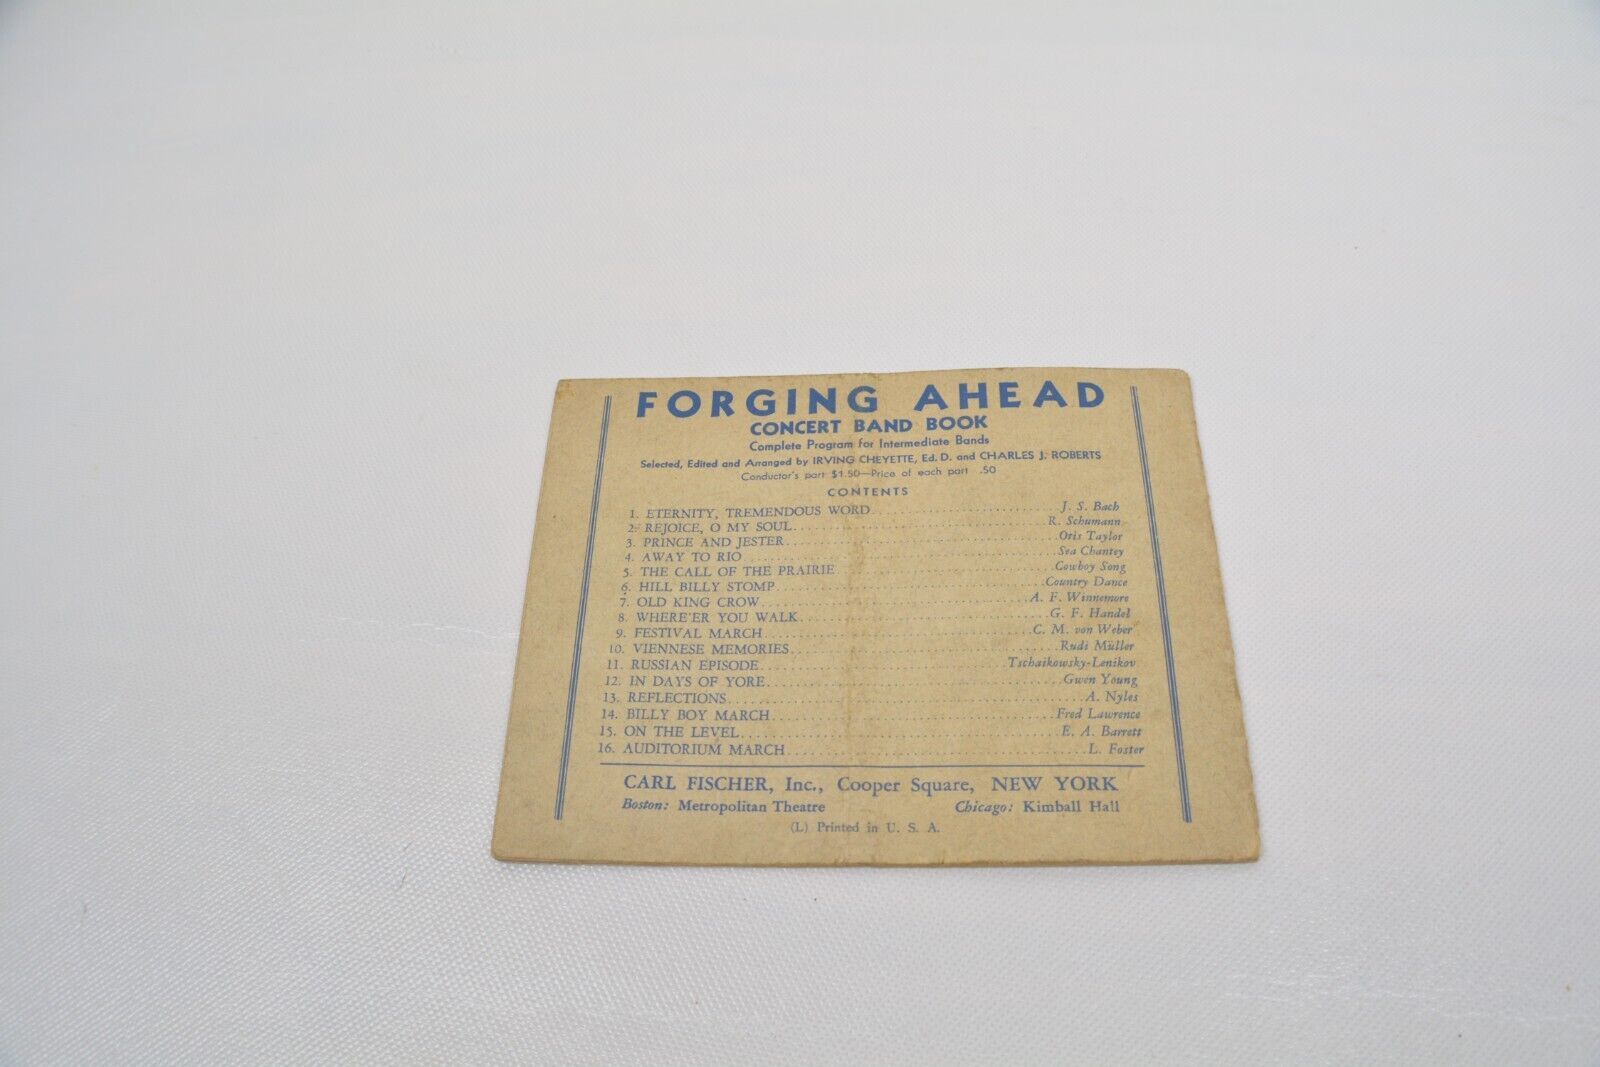 FORGING AHEAD
CONCERT BAND BOOK
Complete Program for Intermediate Bands
Selected, Edited and Arranged by IRVING CHEYETTE, Ed. D. and CHARLES J. ROBERTS
Conductor's part $1.50—Price of each part .50
CONTENTS
1. ETERNITY, TREMENDOUS WORD J. S. Bach
2. REJOICE, O MY SOUL R. Schumann
3. PRINCE AND JESTER Otis Taylor
4. AWAY TO RIO Sea Chantey
5. THE CALL OF THE PRAIRIE Cowboy Song
6. HILL BILLY STOMP Country Dance
7. OLD KING CROW A. F. Winnemore
8. WHERE'ER YOU WALK G. F. Handel
9. FESTIVAL MARCH C. M. von Weber
10. VIENNESE MEMORIES Rudi Müller
11. RUSSIAN EPISODE Tschaikowsky-Lenikov
12. IN DAYS OF YORE Gwen Young
13. REFLECTIONS A. Nyles
14. BILLY BOY MARCH Fred Lawrence
15. ON THE LEVEL E. A. Barrett
16. AUDITORIUM MARCH L. Foster
CARL FISCHER, Inc., Cooper Square, NEW YORK
Boston: Metropolitan Theatre Chicago: Kimball Hall
(L) Printed in U. S. A.